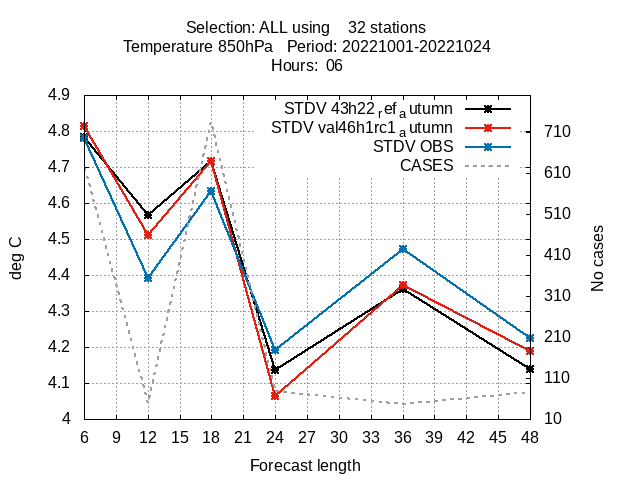 Selection: ALL using    32 stations
Temperature 850hPa   Period: 20221001-20221024
Hours:  06
STDV 43h22ref autumn
STDV val46h1rc1autumn
STDV OBS
CASES
4.9
4.8
4.7
4.6
4.5
4.4
4.3
4.2
4.1
4
710
610
510
410
310
210
110
10
deg C
No cases
6 9 12 15 18 21 24 27 30 33 36 39 42 45 48
Forecast length